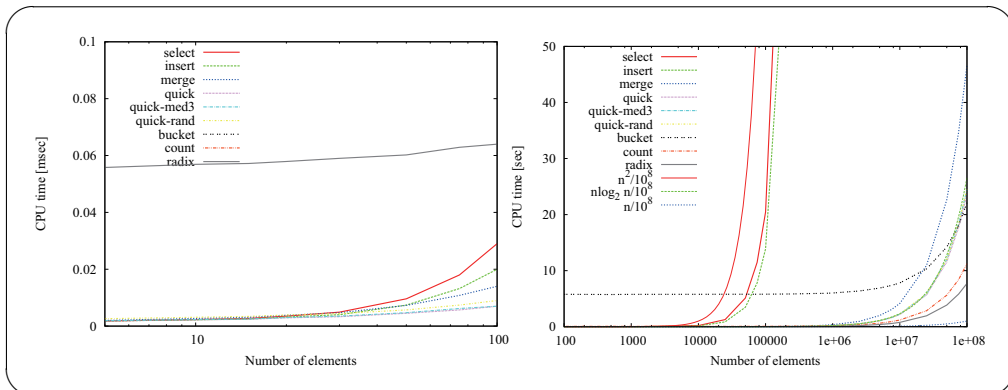 0.1
0.08
0.06
0.04
0.02
0
CPU time [msec]
select
insert
merge
quick
quick-med3
quick-rand
bucket
count
radix
10
100
Number of elements
50
40
30
20
10
0
CPU time [sec]
select
insert
merge
quick
quick-med3
quick-rand
bucket
count
radix
n²/10⁸
nlog₂ n/10⁸
n/10⁸
100
1000
10000
100000
1e+06
1e+07
1e+08
Number of elements